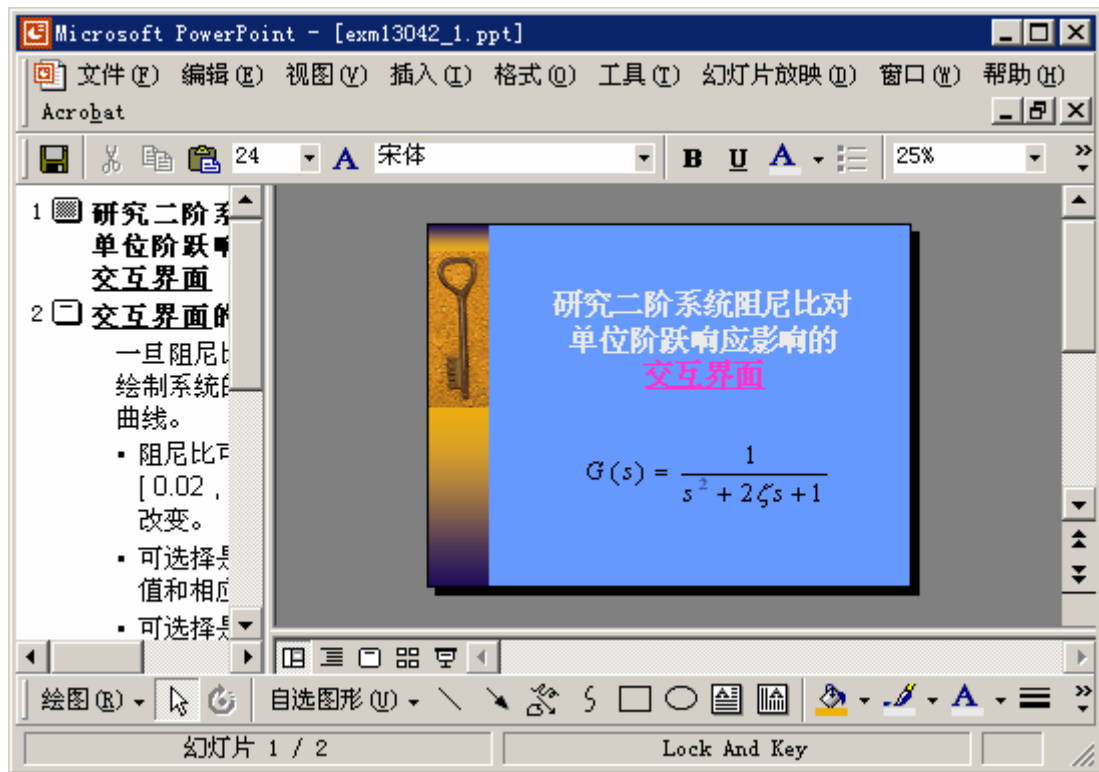 Microsoft PowerPoint - [exm13042_1.ppt]
文件(F) 编辑(E) 视图(V) 插入(I) 格式(O) 工具(T) 幻灯片放映(D) 窗口(W) 帮助(H)
Acrobat
24 A 宋体 B U A 25%
1 研究二阶系
单位阶跃
交互界面
2 交互界面的
一旦阻尼
绘制系统
曲线。
▪ 阻尼比可
[0.02 ,
改变。
▪ 可选择是
值和相应
▪ 可选择是
研究二阶系统阻尼比对
单位阶跃响应影响的
交互界面
G(s) = 1 / (s² + 2ζs + 1)
绘图(R) 自选图形(U) A
幻灯片 1 / 2 Lock And Key